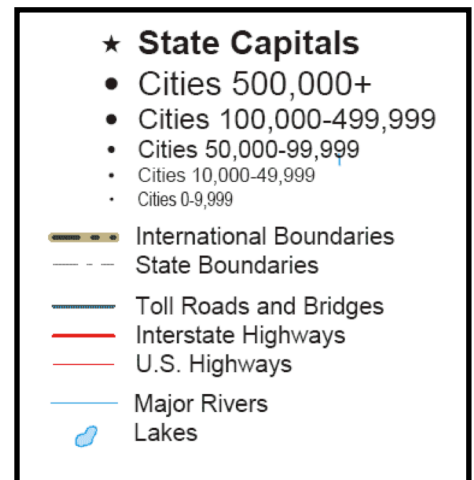 State Capitals
Cities 500,000+
Cities 100,000-499,999
Cities 50,000-99,999
Cities 10,000-49,999
Cities 0-9,999
International Boundaries
State Boundaries
Toll Roads and Bridges
Interstate Highways
U.S. Highways
Major Rivers
Lakes